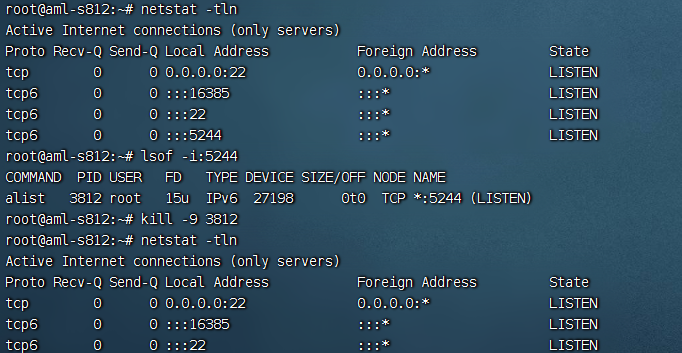 root@aml-s812:~# netstat -tln
Active Internet connections (only servers)
Proto Recv-Q Send-Q Local Address           Foreign Address         State
tcp        0      0 0.0.0.0:22              0.0.0.0:*               LISTEN
tcp6       0      0 :::16385                :::*                    LISTEN
tcp6       0      0 :::22                   :::*                    LISTEN
tcp6       0      0 :::5244                 :::*                    LISTEN
root@aml-s812:~# lsof -i:5244
COMMAND  PID USER   FD   TYPE DEVICE SIZE/OFF NODE NAME
alist   3812 root   15u  IPv6  27198      0t0  TCP *:5244 (LISTEN)
root@aml-s812:~# kill -9 3812
root@aml-s812:~# netstat -tln
Active Internet connections (only servers)
Proto Recv-Q Send-Q Local Address           Foreign Address         State
tcp        0      0 0.0.0.0:22              0.0.0.0:*               LISTEN
tcp6       0      0 :::16385                :::*                    LISTEN
tcp6       0      0 :::22                   :::*                    LISTEN